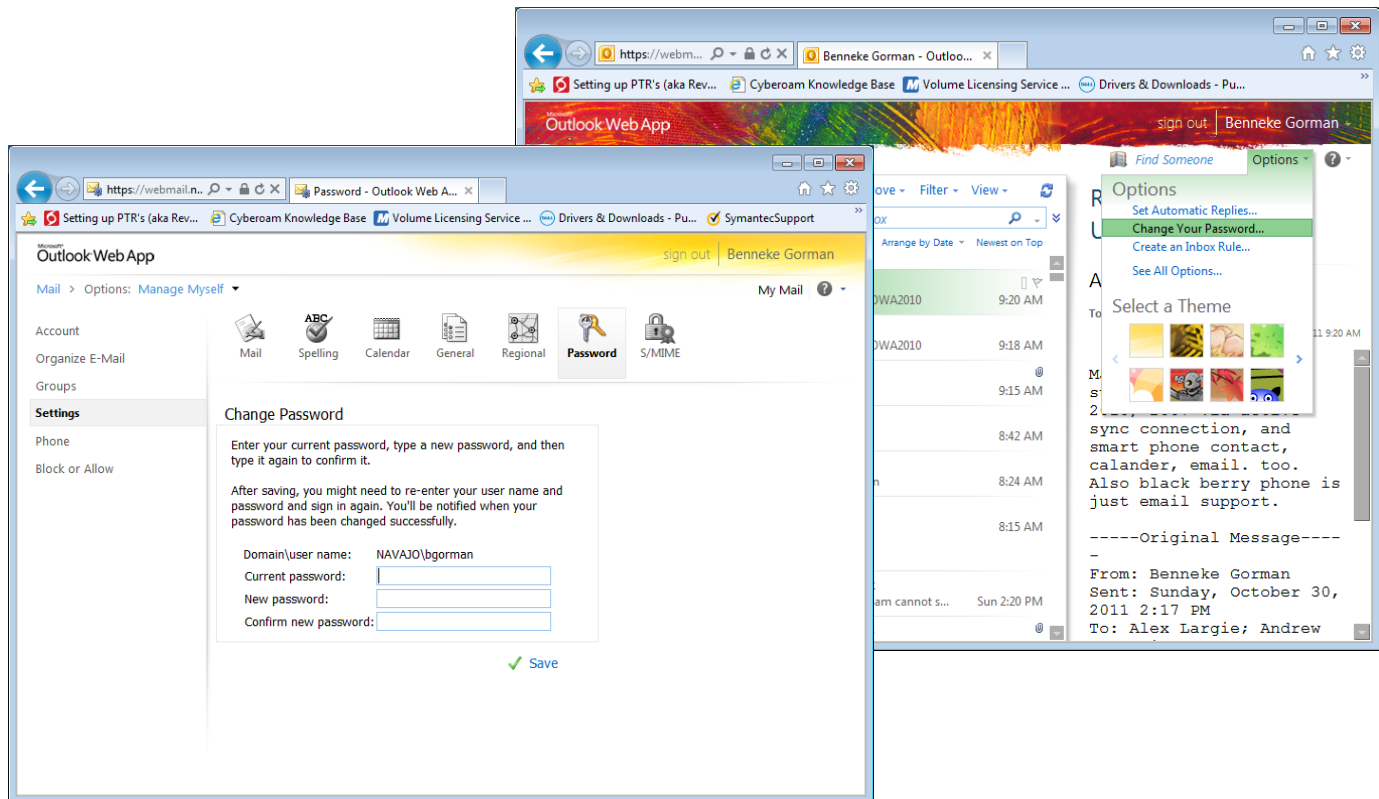 https://webm...
Benneke Gorman - Outloo...
Setting up PTR's (aka Rev... Cyberoam Knowledge Base Volume Licensing Service ... Drivers & Downloads - Pu... »
Microsoft
Outlook Web App
sign out | Benneke Gorman
Find Someone Options
ove Filter View
ox
Arrange by Date Newest on Top
OWA2010 9:20 AM
OWA2010 9:18 AM
9:15 AM
8:42 AM
n 8:24 AM
8:15 AM
am cannot s... Sun 2:20 PM
Options
Set Automatic Replies...
Change Your Password...
Create an Inbox Rule...
See All Options...
Select a Theme
R
U
A
To
11 9:20 AM
sync connection, and
smart phone contact,
calander, email. too.
Also black berry phone is
just email support.
-----Original Message----
-
From: Benneke Gorman
Sent: Sunday, October 30,
2011 2:17 PM
To: Alex Largie; Andrew
https://webmail.n..
Password - Outlook Web A...
Setting up PTR's (aka Rev... Cyberoam Knowledge Base Volume Licensing Service ... Drivers & Downloads - Pu... SymantecSupport »
Microsoft
Outlook Web App
sign out | Benneke Gorman
Mail > Options: Manage Myself
My Mail
Account
Organize E-Mail
Groups
Settings
Phone
Block or Allow
ABC
Mail Spelling Calendar General Regional Password S/MIME
Change Password
Enter your current password, type a new password, and then
type it again to confirm it.
After saving, you might need to re-enter your user name and
password and sign in again. You'll be notified when your
password has been changed successfully.
Domain\user name: NAVAJO\bgorman
Current password:
New password:
Confirm new password:
Save